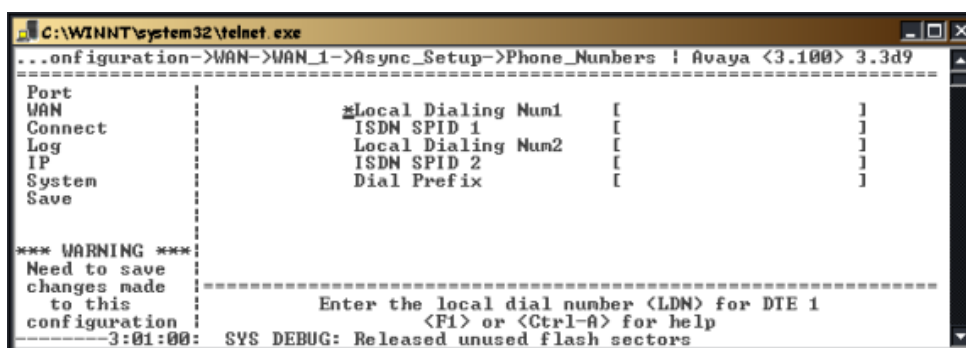 C:\WINNT\system32\telnet.exe
...onfiguration->WAN->WAN_1->Async_Setup->Phone_Numbers | Avaya <3.100> 3.3d9
Port
WAN *Local Dialing Num1 [ ]
Connect ISDN SPID 1 [ ]
Log Local Dialing Num2 [ ]
IP ISDN SPID 2 [ ]
System Dial Prefix [ ]
Save
*** WARNING ***
Need to save
changes made
to this Enter the local dial number <LDN> for DTE 1
configuration <F1> or <Ctrl-A> for help
--------3:01:00: SYS DEBUG: Released unused flash sectors